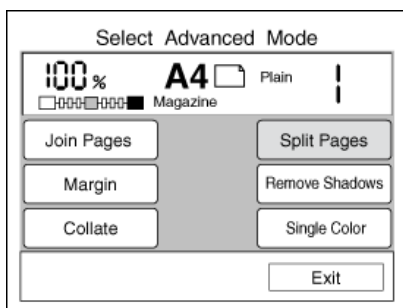 Select Advanced Mode
100% A4 Plain 1
Magazine
Join Pages Split Pages
Margin Remove Shadows
Collate Single Color
Exit